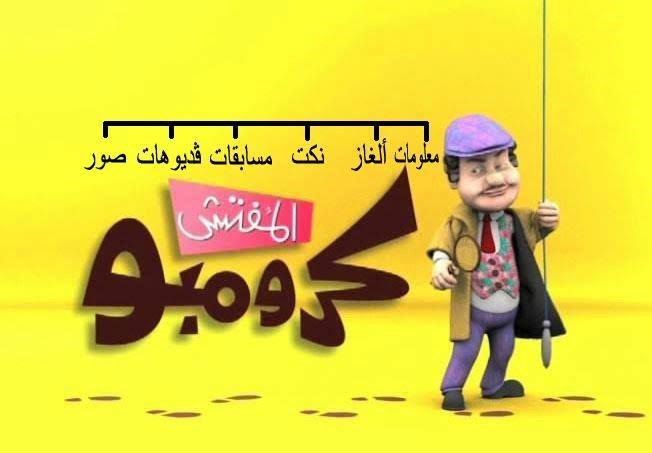 معلومات ألغاز نكت مسابقات ڤديوهات صور
المفتش
كرومبو